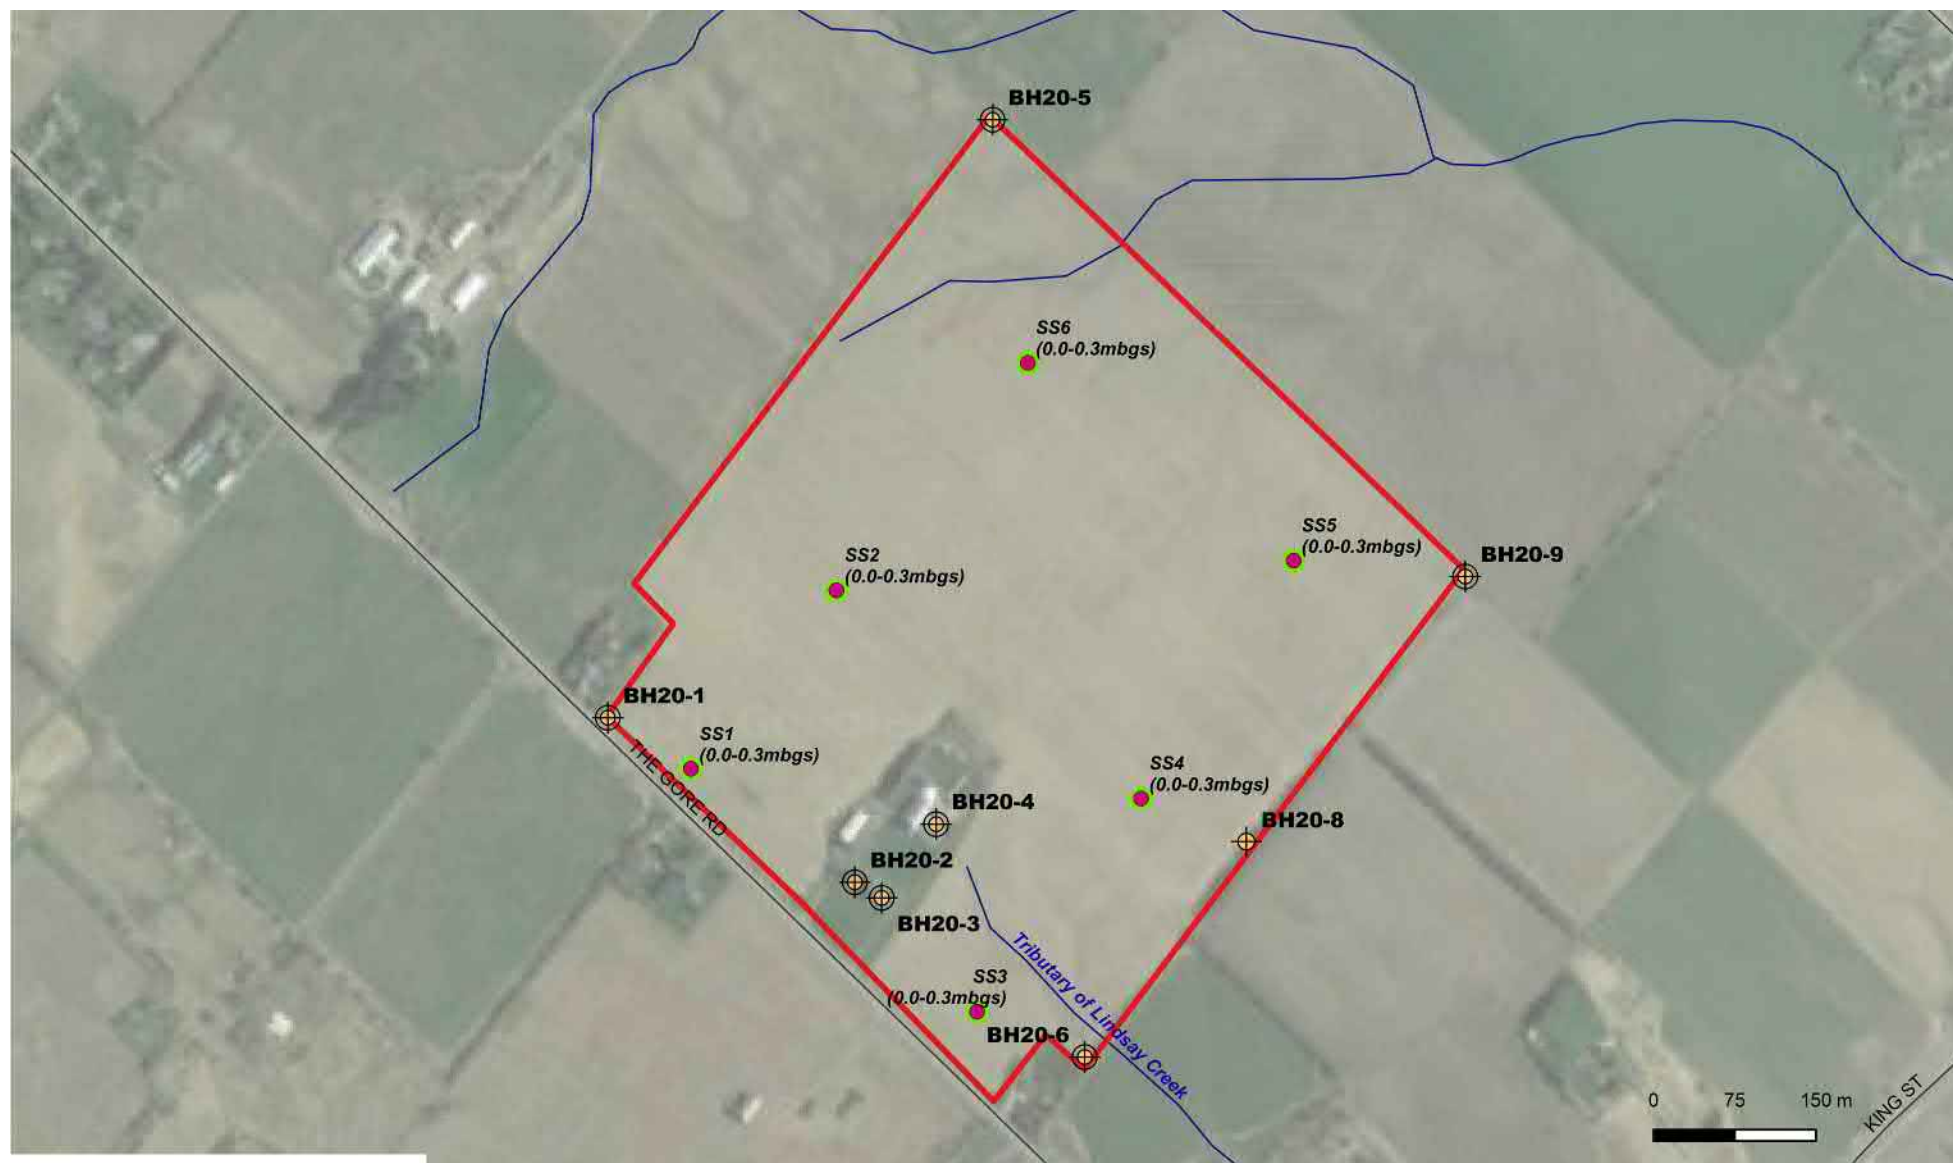 BH20-5
SS6
(0.0-0.3mbgs)
SS5
(0.0-0.3mbgs)
BH20-9
SS2
(0.0-0.3mbgs)
BH20-1
SS1
(0.0-0.3mbgs)
THE GORE RD
SS4
(0.0-0.3mbgs)
BH20-4
BH20-8
BH20-2
BH20-3
Tributary of Lindsay Creek
SS3
(0.0-0.3mbgs)
BH20-6
0 75 150 m
KING ST